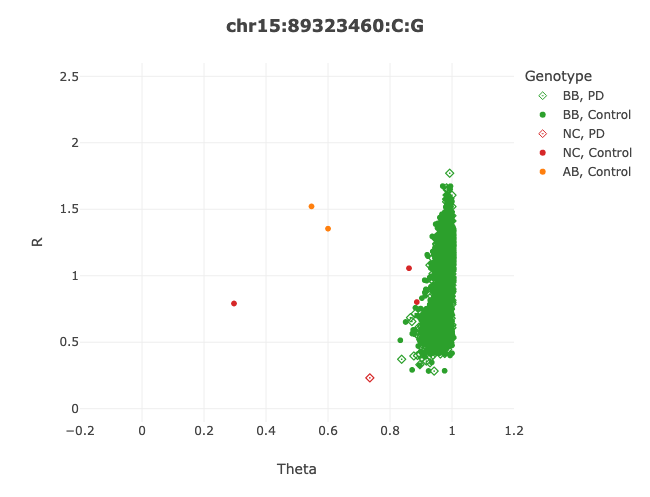 chr15:89323460:C:G
Genotype
BB, PD
BB, Control
NC, PD
NC, Control
AB, Control
2.5
2
1.5
1
0.5
0
R
−0.2 0 0.2 0.4 0.6 0.8 1 1.2
Theta